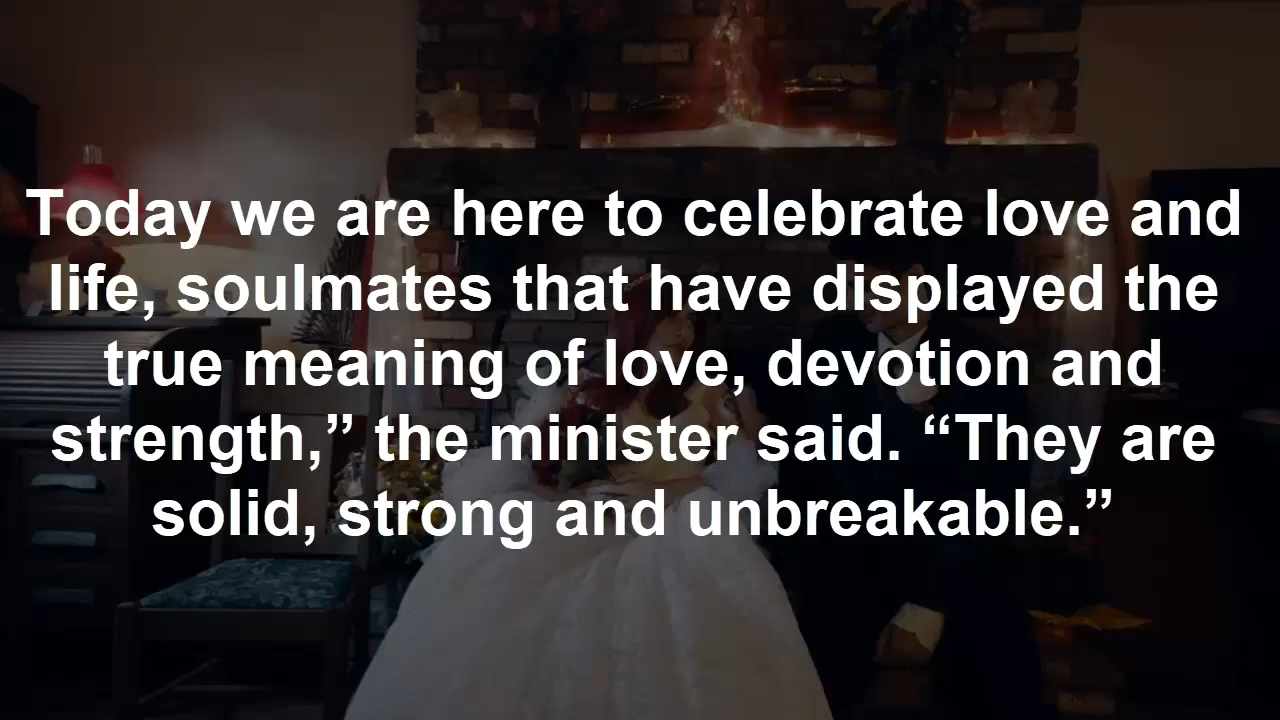 Today we are here to celebrate love and
life, soulmates that have displayed the
true meaning of love, devotion and
strength,” the minister said. “They are
solid, strong and unbreakable.”